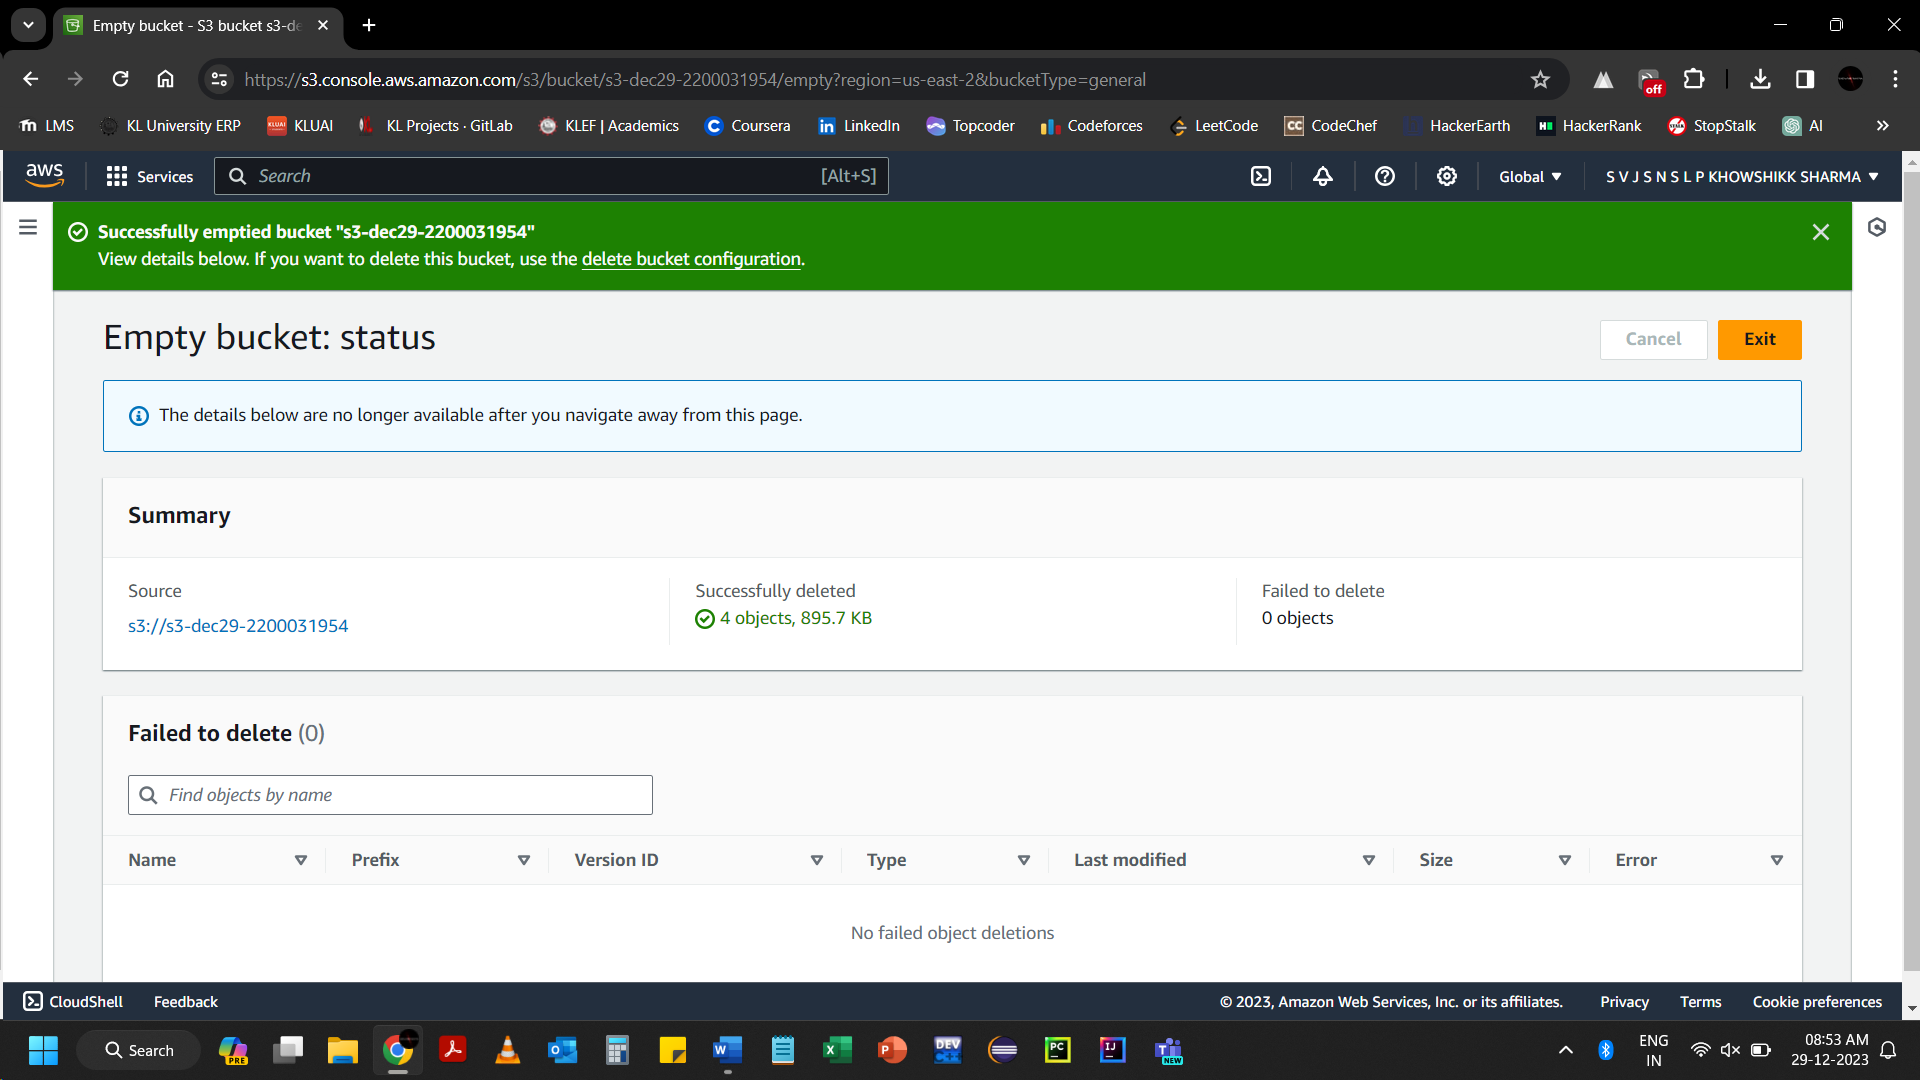 Empty bucket - S3 bucket s3-de
https://s3.console.aws.amazon.com/s3/bucket/s3-dec29-2200031954/empty?region=us-east-2&bucketType=general
off
LMS KL University ERP KLUAI KLUAI KL Projects · GitLab KLEF | Academics Coursera LinkedIn Topcoder Codeforces LeetCode CodeChef HackerEarth HackerRank StopStalk AI
aws Services Search [Alt+S] Global S V J S N S L P KHOWSHIKK SHARMA
Successfully emptied bucket "s3-dec29-2200031954"
View details below. If you want to delete this bucket, use the delete bucket configuration.
Empty bucket: status
Cancel Exit
The details below are no longer available after you navigate away from this page.
Summary
Source Successfully deleted Failed to delete
s3://s3-dec29-2200031954 4 objects, 895.7 KB 0 objects
Failed to delete (0)
Find objects by name
Name Prefix Version ID Type Last modified Size Error
No failed object deletions
CloudShell Feedback © 2023, Amazon Web Services, Inc. or its affiliates. Privacy Terms Cookie preferences
Search PRE DEV C++ PC IJ NEW
ENG
IN
08:53 AM
29-12-2023